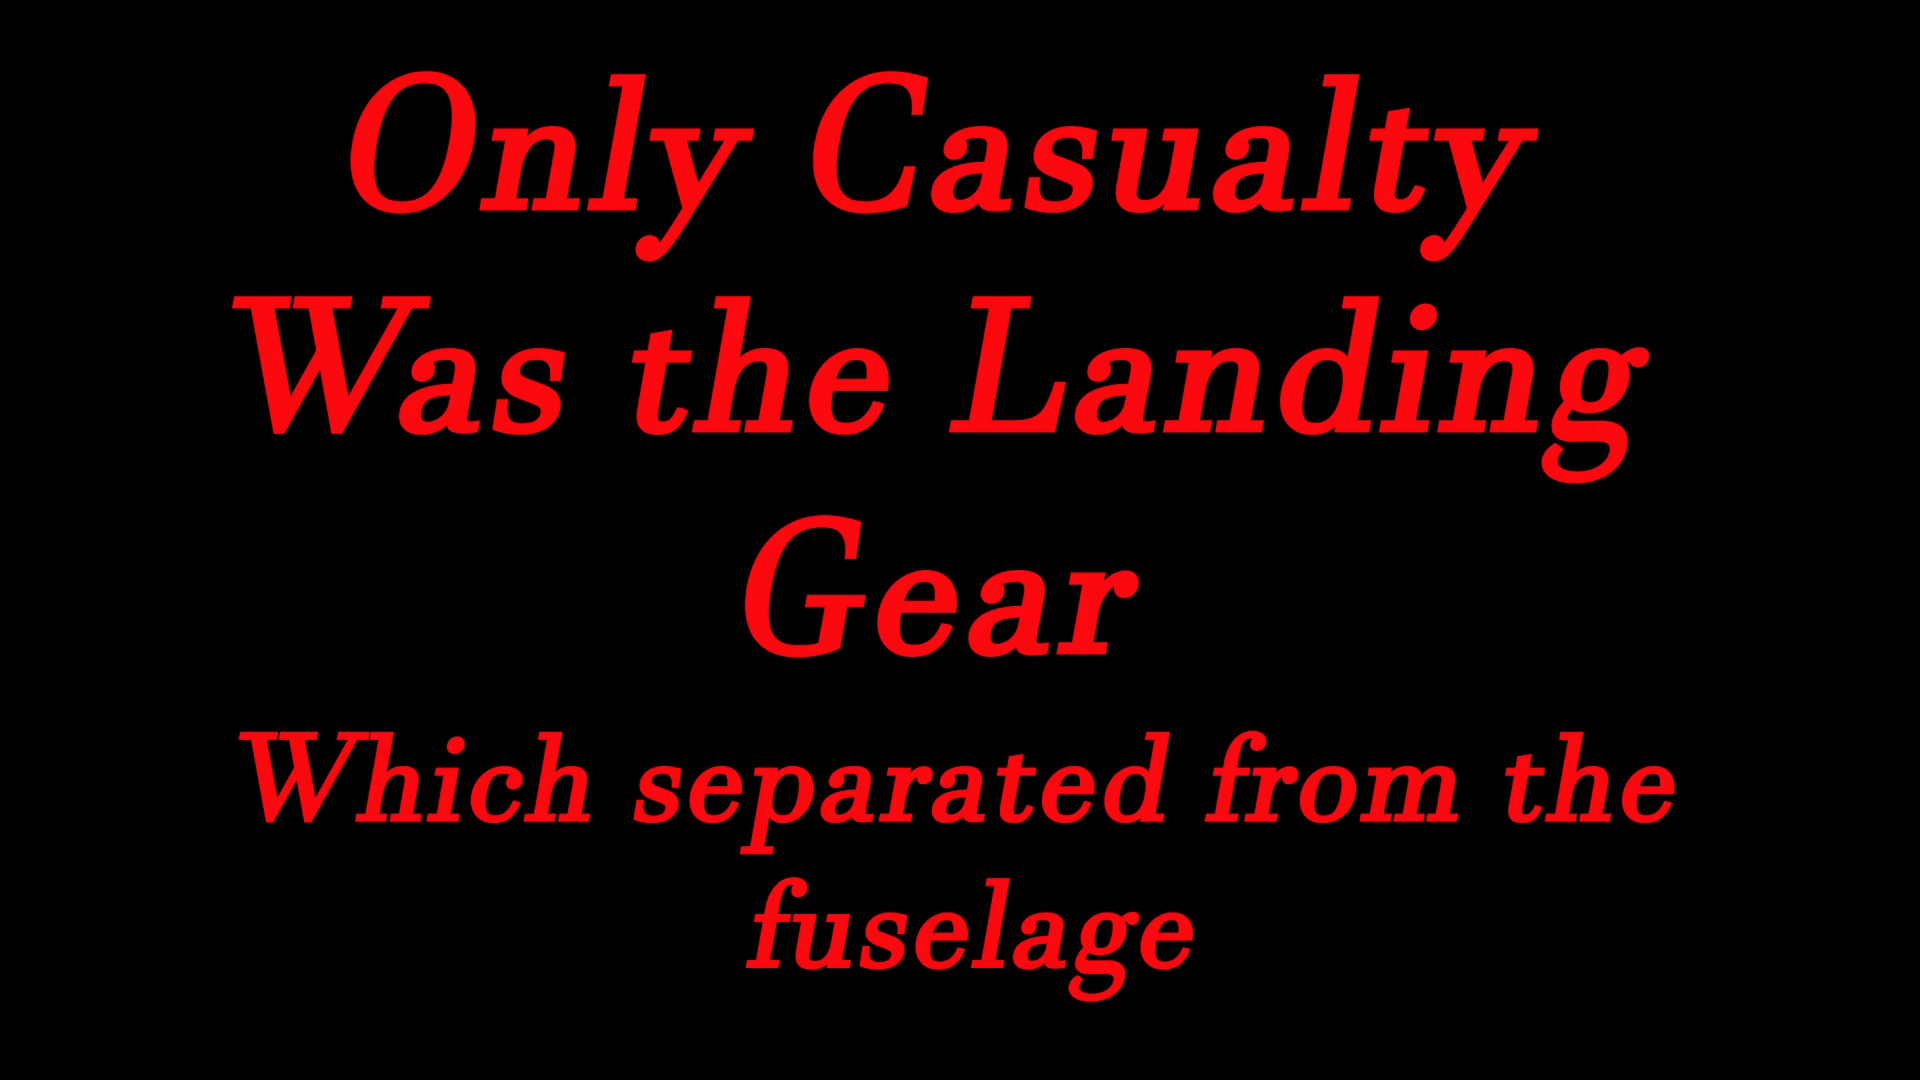 Only Casualty
Was the Landing
Gear
Which separated from the
fuselage